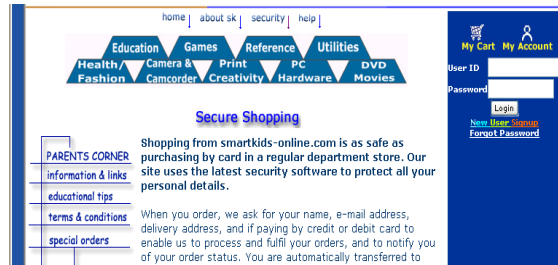 home about sk security help
My Cart My Account
Education Games Reference Utilities
Health/ Camera & Print PC DVD
Fashion Camcorder Creativity Hardware Movies
User ID
Password
Login
New User Signup
Forgot Password
Secure Shopping
PARENTS CORNER
information & links
educational tips
terms & conditions
special orders
Shopping from smartkids-online.com is as safe as
purchasing by card in a regular department store. Our
site uses the latest security software to protect all your
personal details.
When you order, we ask for your name, e-mail address,
delivery address, and if paying by credit or debit card to
enable us to process and fulfil your orders, and to notify you
of your order status. You are automatically transferred to